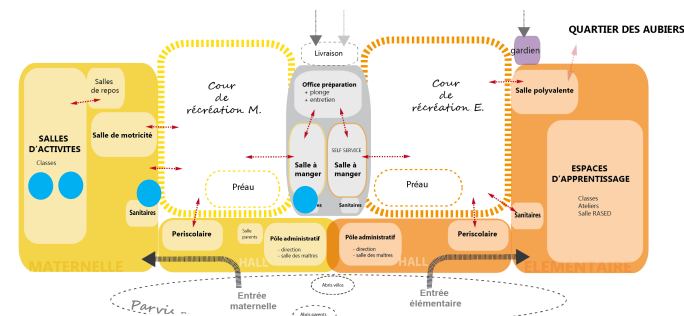 QUARTIER DES AUBIERS
Livraison
gardien
Salles
de repos
Cour
de
récréation M.
Office préparation
+ plonge
+ entretien
Cour
de
récréation E.
Salle polyvalente
SALLES
D'ACTIVITES
Classes
Salle de motricité
Salle à
manger
SELF SERVICE
Salle à
manger
ESPACES
D'APPRENTISSAGE
Classes
Ateliers
Salle RASED
Préau
Préau
Sanitaires
Sanitaires
Sanitaires
Periscolaire
Salle
parents
Pôle administratif
- direction
- salle des maîtres
Pôle administratif
- direction
- salle des maîtres
Periscolaire
MATERNELLE
HALL
HALL
ELEMENTAIRE
Entrée
maternelle
Abris vélos
Entrée
élémentaire
Parvis
Abris parents